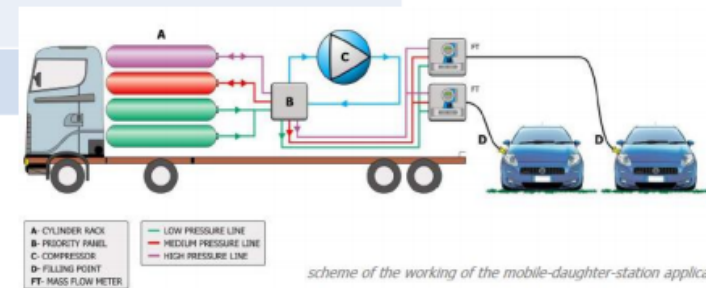 A
C
B
FT
FT
D
D
A- CYLINDER RACK
B- PRIORITY PANEL
C- COMPRESSOR
D- FILLING POINT
FT- MASS FLOW METER
LOW PRESSURE LINE
MEDIUM PRESSURE LINE
HIGH PRESSURE LINE
scheme of the working of the mobile-daughter-station applica